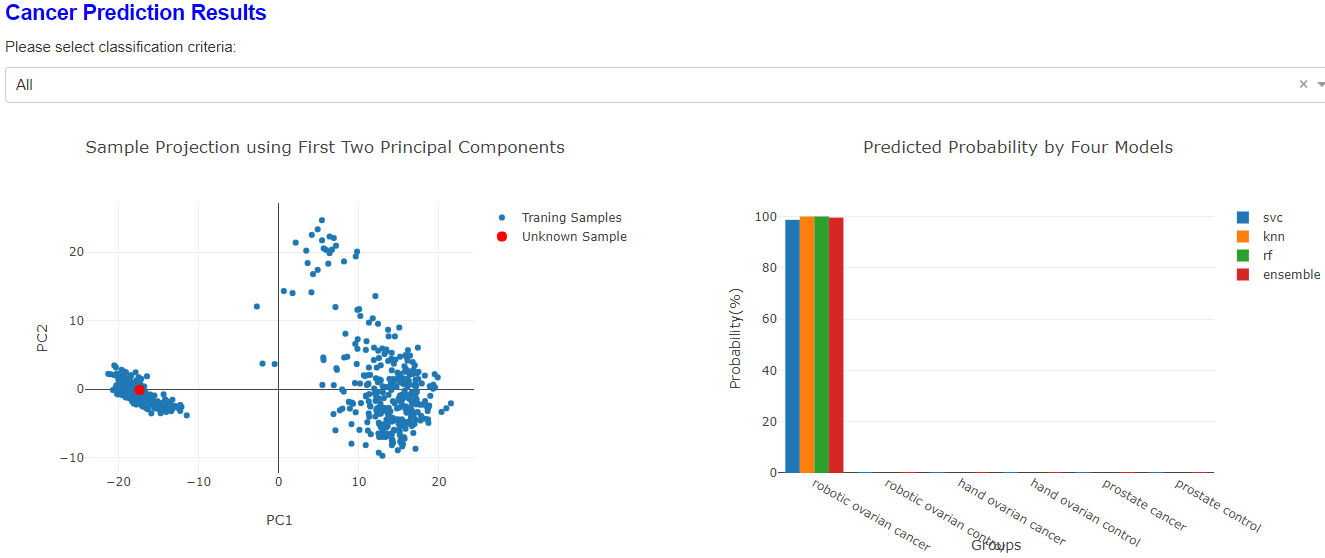 Cancer Prediction Results
Please select classification criteria:
All
×
Sample Projection using First Two Principal Components
20
10
0
−10
−20
−10
0
10
20
PC2
PC1
Traning Samples
Unknown Sample
Predicted Probability by Four Models
100
80
60
40
20
0
Probability(%)
robotic ovarian cancer
robotic ovarian control
hand ovarian cancer
hand ovarian control
prostate cancer
prostate control
Groups
svc
knn
rf
ensemble